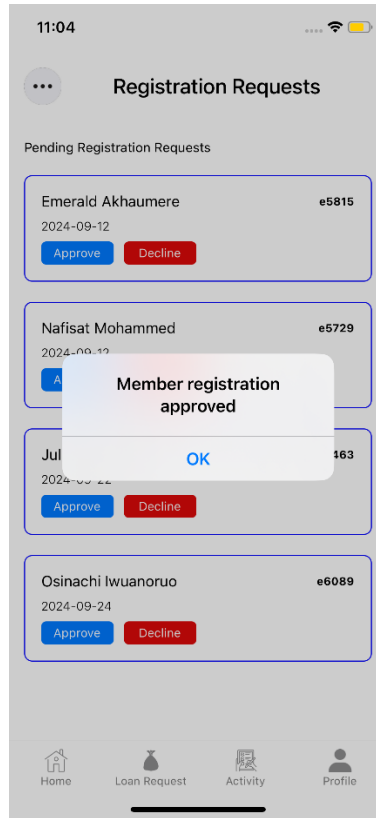 11:04
Registration Requests
Pending Registration Requests
Emerald Akhaumere e5815
2024-09-12
Approve Decline
Nafisat Mohammed e5729
Member registration
approved
OK
Approve Decline
Osinachi Iwuanoruo e6089
2024-09-24
Approve Decline
Home Loan Request Activity Profile